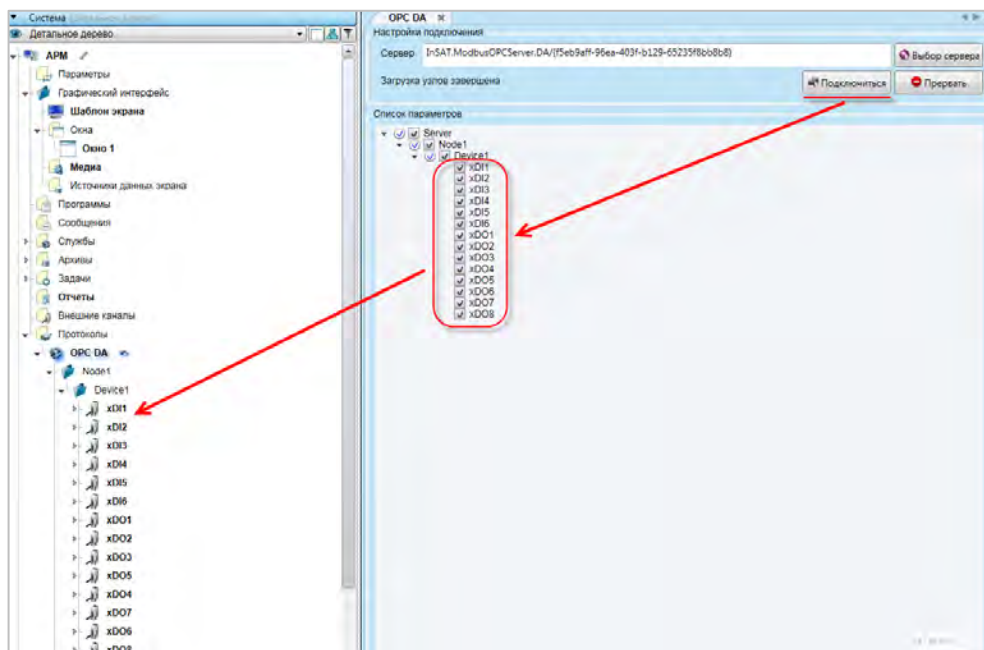 Система
Детальное дерево
АРМ
Параметры
Графический интерфейс
Шаблон экрана
Окна
Окно 1
Медиа
Источники данных экрана
Программы
Сообщения
Службы
Архивы
Задачи
Отчеты
Внешние каналы
Протоколы
OPC DA
Node1
Device1
xDI1
xDI2
xDI3
xDI4
xDI5
xDI6
xDO1
xDO2
xDO3
xDO5
xDO4
xDO7
xDO6
xDO8
OPC DA
Настройки подключения
Сервер InSAT.ModbusOPCServer.DA/{f5eb9aff-96ea-403f-b129-65235f8bb8b8} Выбор сервера
Загрузка узлов завершена Подключиться Прервать
Список параметров
Server
Node1
Device1
xDI1
xDI2
xDI3
xDI4
xDI5
xDI6
xDO1
xDO2
xDO3
xDO4
xDO5
xDO6
xDO7
xDO8